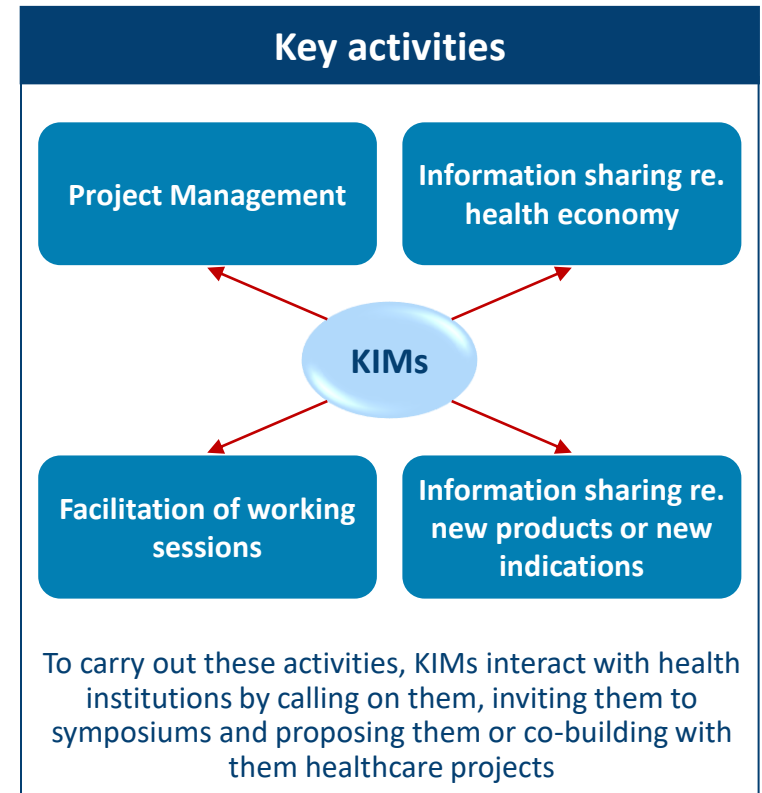 Key activities
Project Management
Information sharing re.
health economy
KIMs
Facilitation of working
sessions
Information sharing re.
new products or new
indications
To carry out these activities, KIMs interact with health
institutions by calling on them, inviting them to
symposiums and proposing them or co-building with
them healthcare projects